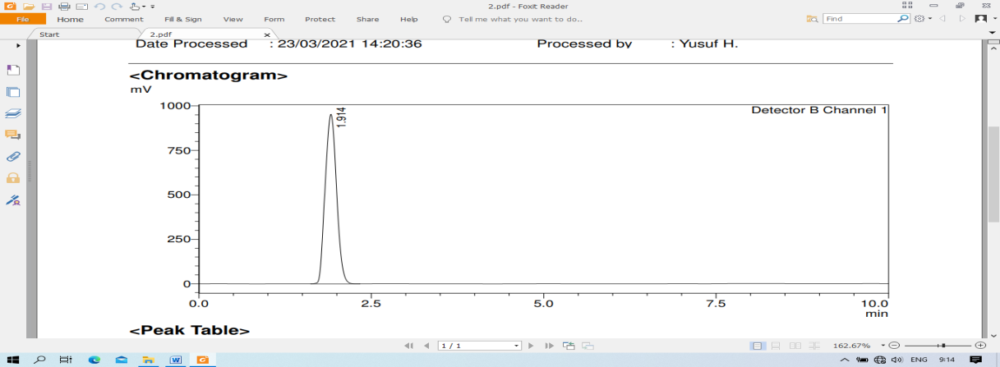 2.pdf - Foxit Reader
File Home Comment Fill & Sign View Form Protect Share Help Tell me what you want to do.. Find
Start 2.pdf
Date Processed : 23/03/2021 14:20:36 Processed by : Yusuf H.
<Chromatogram>
mV
1000
Detector B Channel 1
1.914
750
500
250
0
0.0 2.5 5.0 7.5 10.0
min
<Peak Table>
1 / 1 162.67%
ENG 9:14